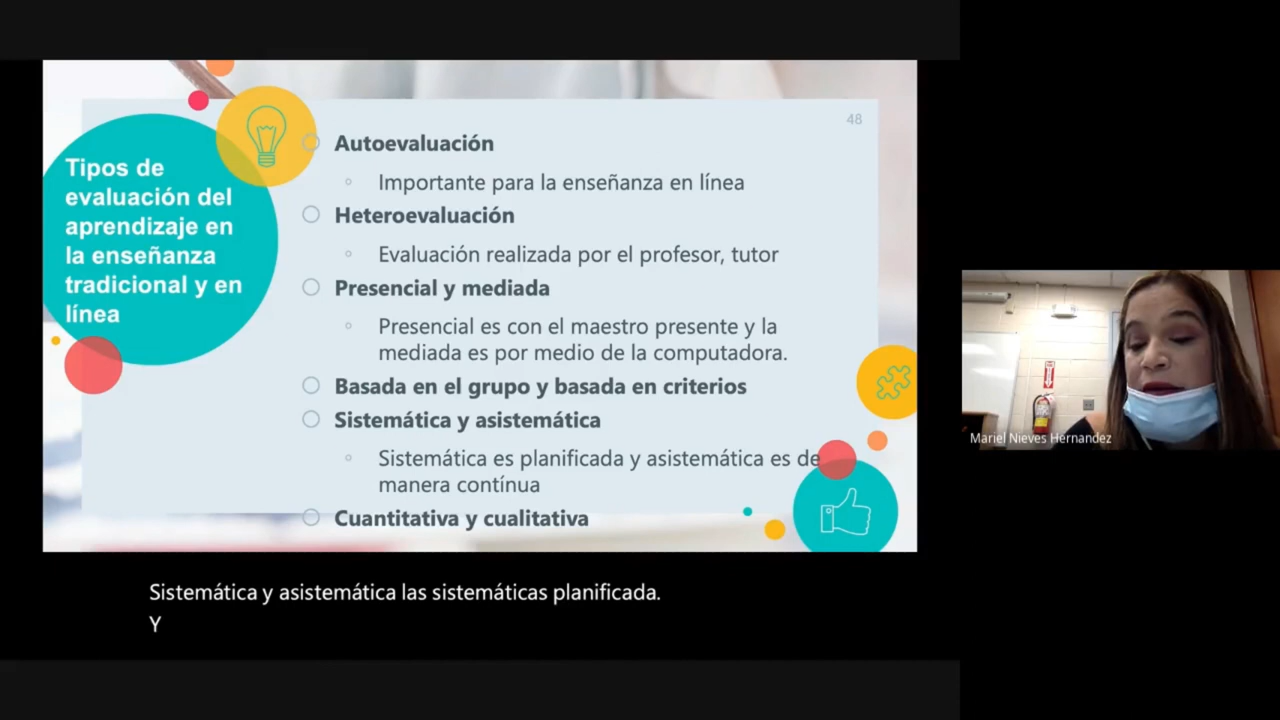 48
Tipos de
evaluación del
aprendizaje en
la enseñanza
tradicional y en
línea
Autoevaluación
Importante para la enseñanza en línea
Heteroevaluación
Evaluación realizada por el profesor, tutor
Presencial y mediada
Presencial es con el maestro presente y la
mediada es por medio de la computadora.
Basada en el grupo y basada en criterios
Sistemática y asistemática
Sistemática es planificada y asistemática es de
manera contínua
Cuantitativa y cualitativa
Mariel Nieves Hernandez
Sistemática y asistemática las sistemáticas planificada.
Y